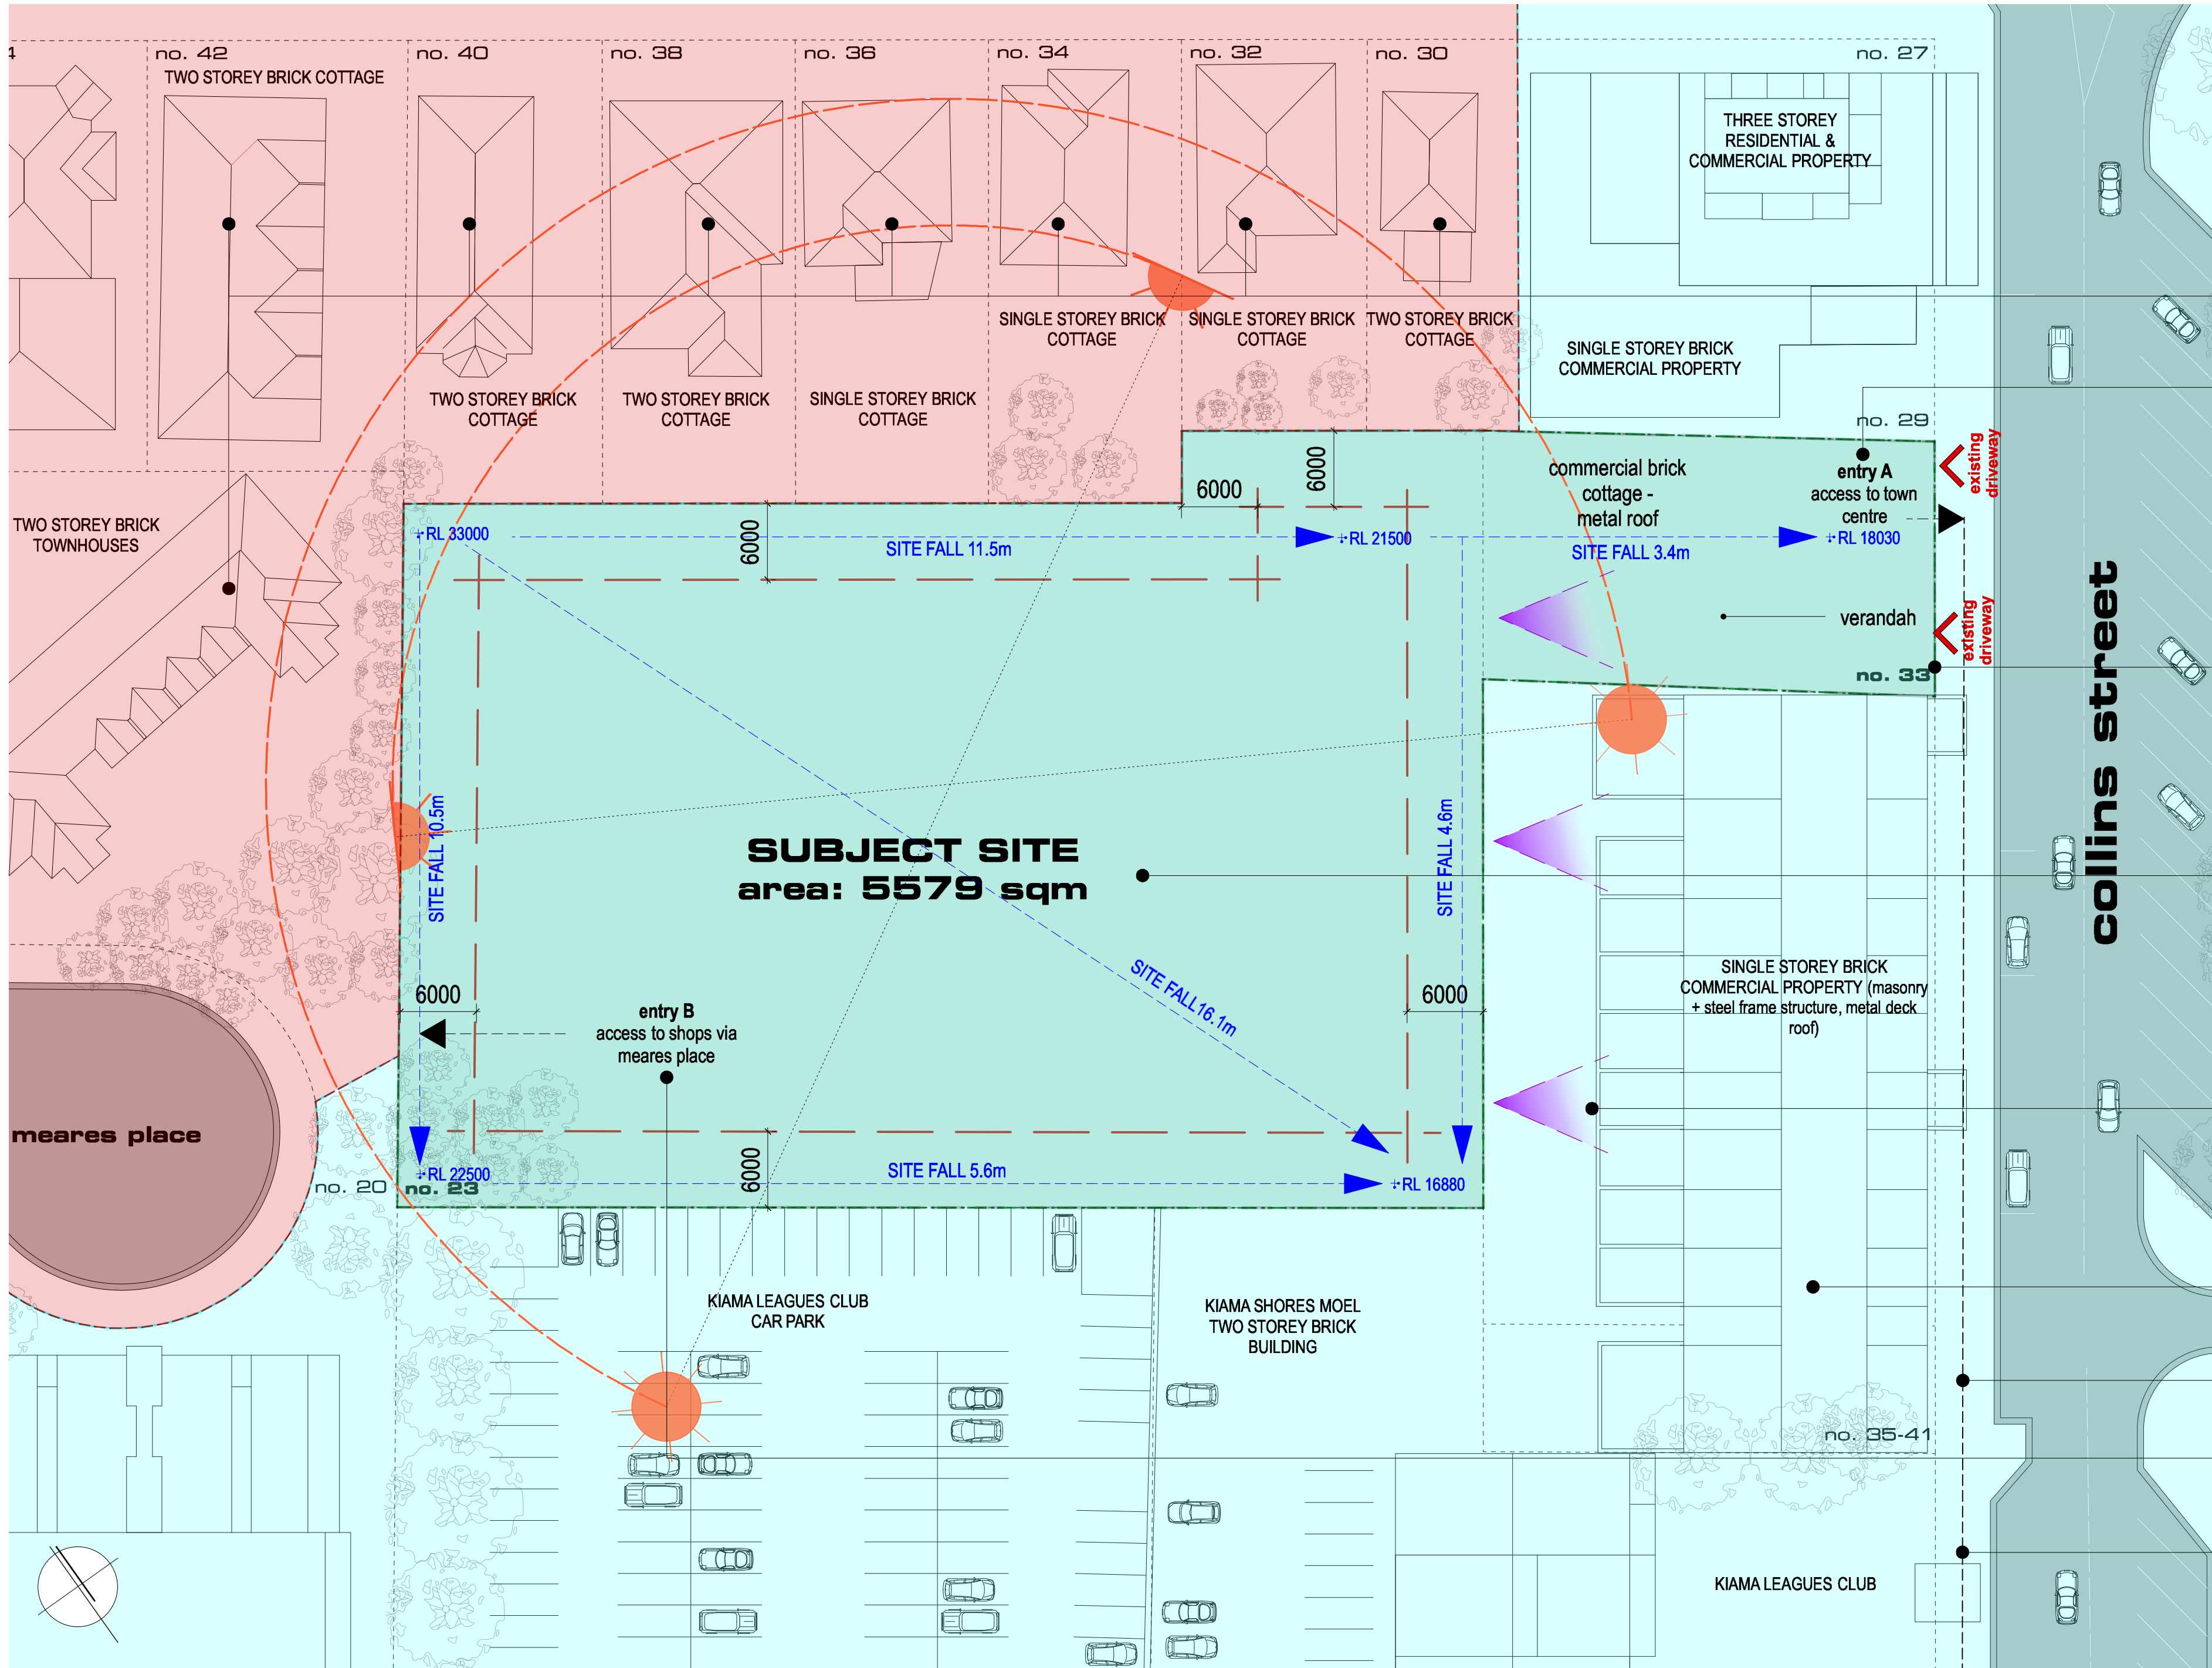 4
no. 42
TWO STOREY BRICK COTTAGE
no. 40
no. 38
no. 36
no. 34
no. 32
no. 30
no. 27
THREE STOREY
RESIDENTIAL &
COMMERCIAL PROPERTY
SINGLE STOREY BRICK
COTTAGE
SINGLE STOREY BRICK
COTTAGE
TWO STOREY BRICK
COTTAGE
SINGLE STOREY BRICK
COMMERCIAL PROPERTY
TWO STOREY BRICK
COTTAGE
TWO STOREY BRICK
COTTAGE
SINGLE STOREY BRICK
COTTAGE
no. 29
existing
driveway
TWO STOREY BRICK
TOWNHOUSES
6000
6000
6000
commercial brick
cottage -
metal roof
entry A
access to town
centre
RL 33000
SITE FALL 11.5m
RL 21500
SITE FALL 3.4m
RL 18030
verandah
existing
driveway
no. 33
collins street
SITE FALL 10.5m
SUBJECT SITE
area: 5579 sqm
SITE FALL 4.6m
SITE FALL16.1m
6000
6000
entry B
access to shops via
meares place
SINGLE STOREY BRICK
COMMERCIAL PROPERTY (masonry
+ steel frame structure, metal deck
roof)
meares place
no. 20
no. 23
RL 22500
6000
SITE FALL 5.6m
RL 16880
KIAMA LEAGUES CLUB
CAR PARK
KIAMA SHORES MOEL
TWO STOREY BRICK
BUILDING
no. 35-41
KIAMA LEAGUES CLUB